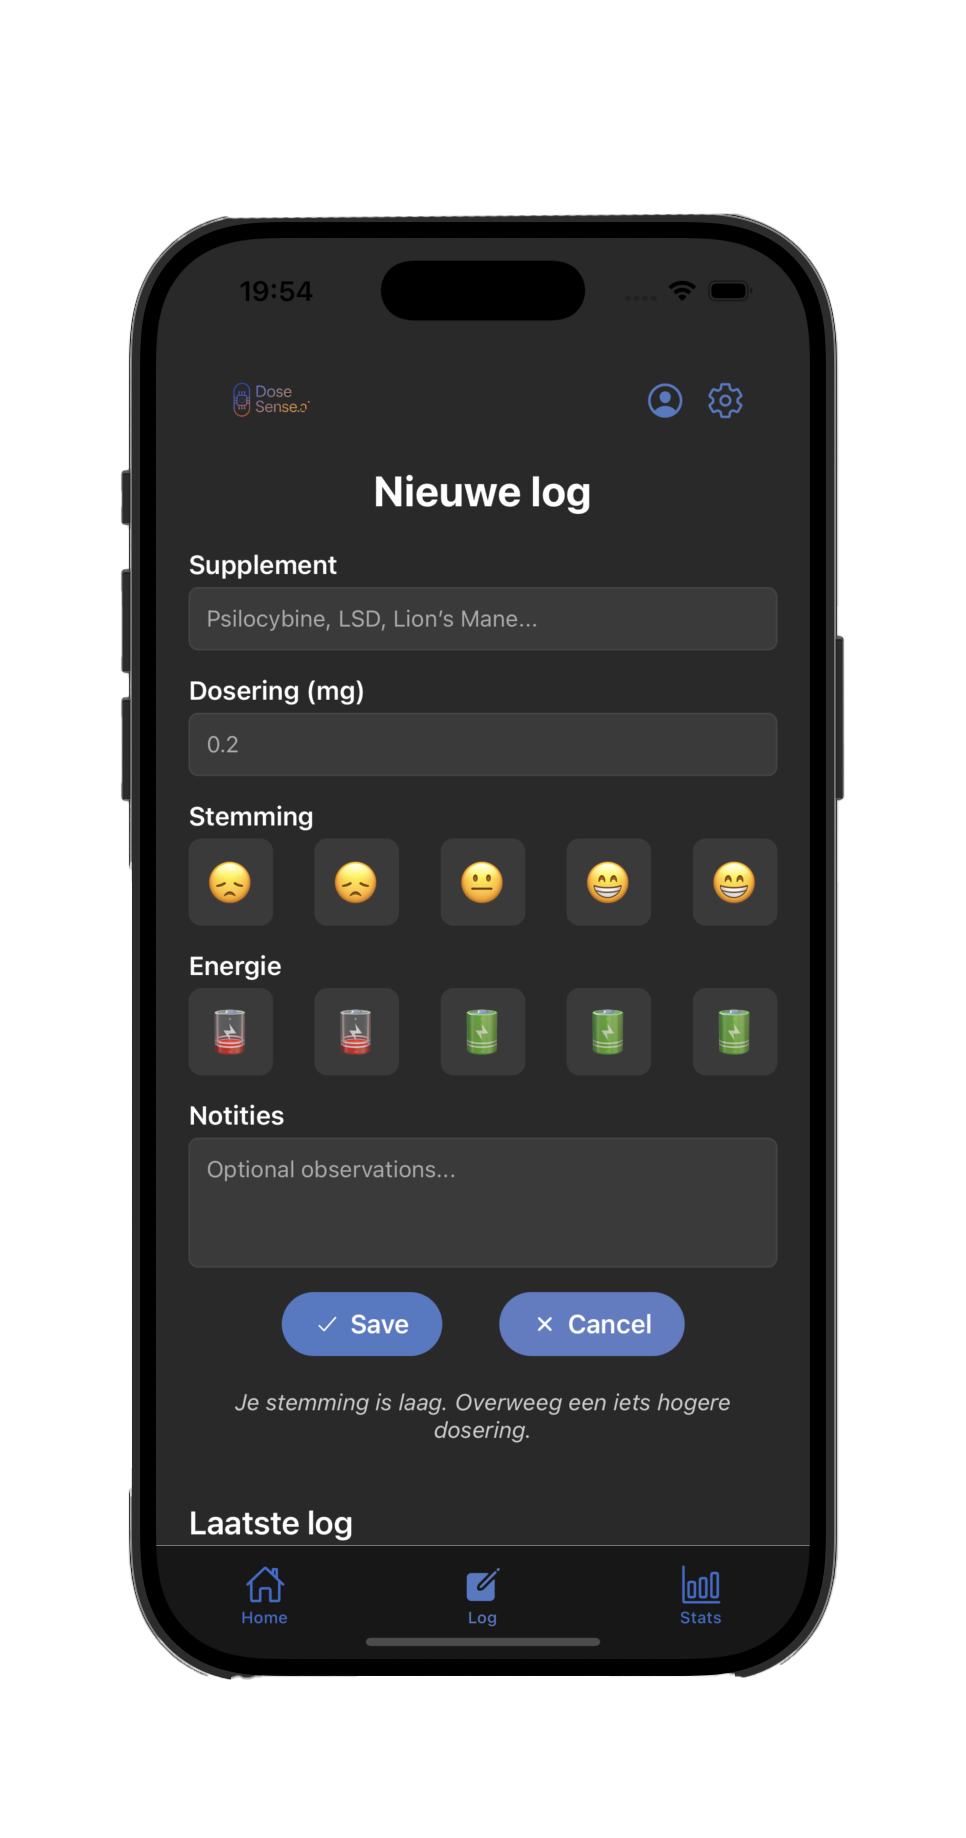 19:54
Dose
Sense
Nieuwe log
Supplement
Psilocybine, LSD, Lion’s Mane...
Dosering (mg)
0.2
Stemming
Energie
Notities
Optional observations...
Save
Cancel
Je stemming is laag. Overweeg een iets hogere
dosering.
Laatste log
Home
Log
Stats